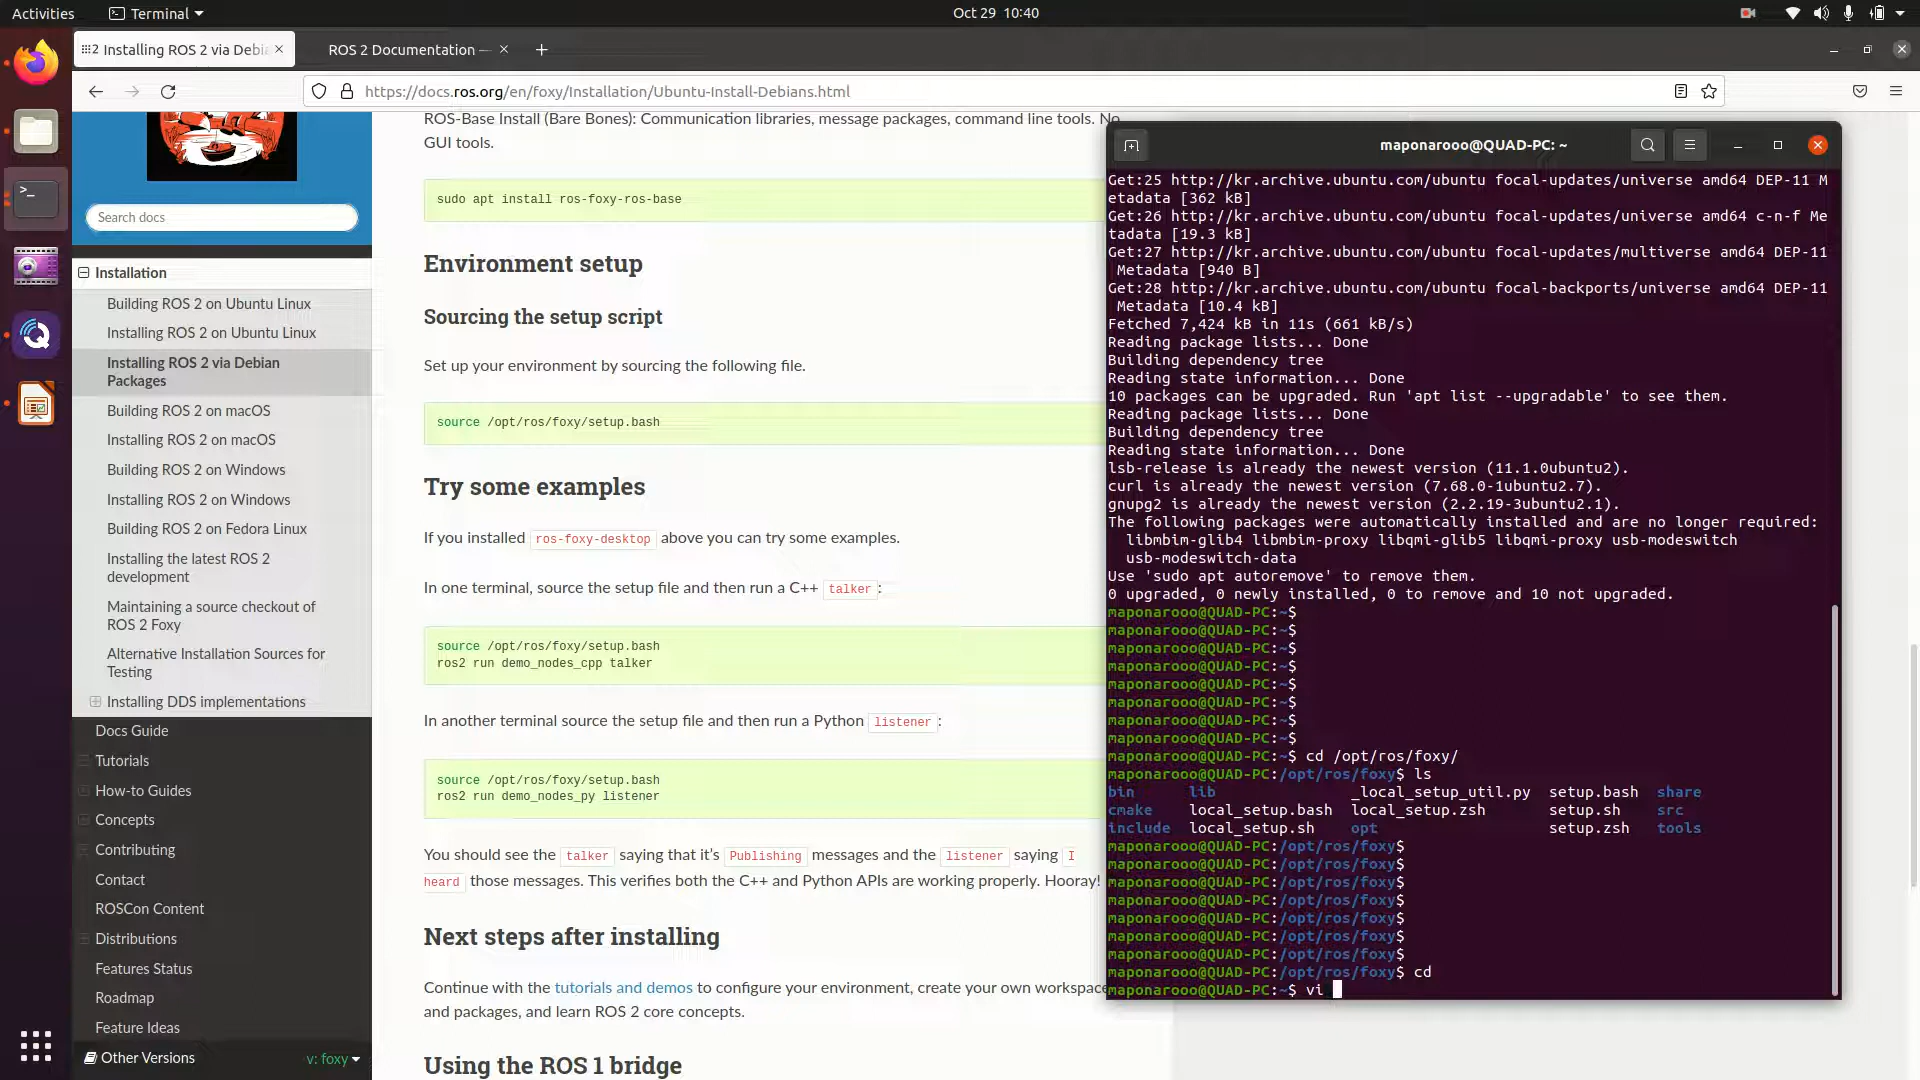 Activities
Terminal
Oct 29 10:40
Installing ROS 2 via Debia
ROS 2 Documentation —
https://docs.ros.org/en/foxy/Installation/Ubuntu-Install-Debians.html
Search docs
Installation
Building ROS 2 on Ubuntu Linux
Installing ROS 2 on Ubuntu Linux
Installing ROS 2 via Debian
Packages
Building ROS 2 on macOS
Installing ROS 2 on macOS
Building ROS 2 on Windows
Installing ROS 2 on Windows
Building ROS 2 on Fedora Linux
Installing the latest ROS 2
development
Maintaining a source checkout of
ROS 2 Foxy
Alternative Installation Sources for
Testing
Installing DDS implementations
Docs Guide
Tutorials
How-to Guides
Concepts
Contributing
Contact
ROSCon Content
Distributions
Features Status
Roadmap
Feature Ideas
Other Versions
v: foxy
ROS-Base Install (Bare Bones): Communication libraries, message packages, command line tools. No
GUI tools.
sudo apt install ros-foxy-ros-base
Environment setup
Sourcing the setup script
Set up your environment by sourcing the following file.
source /opt/ros/foxy/setup.bash
Try some examples
If you installed ros-foxy-desktop above you can try some examples.
In one terminal, source the setup file and then run a C++ talker:
source /opt/ros/foxy/setup.bash
ros2 run demo_nodes_cpp talker
In another terminal source the setup file and then run a Python listener:
source /opt/ros/foxy/setup.bash
ros2 run demo_nodes_py listener
You should see the talker saying that it's Publishing messages and the listener saying I
heard those messages. This verifies both the C++ and Python APIs are working properly. Hooray!
Next steps after installing
Continue with the tutorials and demos to configure your environment, create your own workspace
and packages, and learn ROS 2 core concepts.
Using the ROS 1 bridge
maponarooo@QUAD-PC: ~
Get:25 http://kr.archive.ubuntu.com/ubuntu focal-updates/universe amd64 DEP-11 M
etadata [362 kB]
Get:26 http://kr.archive.ubuntu.com/ubuntu focal-updates/universe amd64 c-n-f Me
tadata [19.3 kB]
Get:27 http://kr.archive.ubuntu.com/ubuntu focal-updates/multiverse amd64 DEP-11
Metadata [940 B]
Get:28 http://kr.archive.ubuntu.com/ubuntu focal-backports/universe amd64 DEP-11
Metadata [10.4 kB]
Fetched 7,424 kB in 11s (661 kB/s)
Reading package lists... Done
Building dependency tree
Reading state information... Done
10 packages can be upgraded. Run 'apt list --upgradable' to see them.
Reading package lists... Done
Building dependency tree
Reading state information... Done
lsb-release is already the newest version (11.1.0ubuntu2).
curl is already the newest version (7.68.0-1ubuntu2.7).
gnupg2 is already the newest version (2.2.19-3ubuntu2.1).
The following packages were automatically installed and are no longer required:
libmbim-glib4 libmbim-proxy libqmi-glib5 libqmi-proxy usb-modeswitch
usb-modeswitch-data
Use 'sudo apt autoremove' to remove them.
0 upgraded, 0 newly installed, 0 to remove and 10 not upgraded.
maponarooo@QUAD-PC:~$
maponarooo@QUAD-PC:~$
maponarooo@QUAD-PC:~$
maponarooo@QUAD-PC:~$
maponarooo@QUAD-PC:~$
maponarooo@QUAD-PC:~$
maponarooo@QUAD-PC:~$
maponarooo@QUAD-PC:~$
maponarooo@QUAD-PC:~$ cd /opt/ros/foxy/
maponarooo@QUAD-PC:/opt/ros/foxy$ ls
bin lib _local_setup_util.py setup.bash share
cmake local_setup.bash local_setup.zsh setup.sh src
include local_setup.sh opt setup.zsh tools
maponarooo@QUAD-PC:/opt/ros/foxy$
maponarooo@QUAD-PC:/opt/ros/foxy$
maponarooo@QUAD-PC:/opt/ros/foxy$
maponarooo@QUAD-PC:/opt/ros/foxy$
maponarooo@QUAD-PC:/opt/ros/foxy$
maponarooo@QUAD-PC:/opt/ros/foxy$
maponarooo@QUAD-PC:/opt/ros/foxy$
maponarooo@QUAD-PC:/opt/ros/foxy$ cd
maponarooo@QUAD-PC:~$ vi